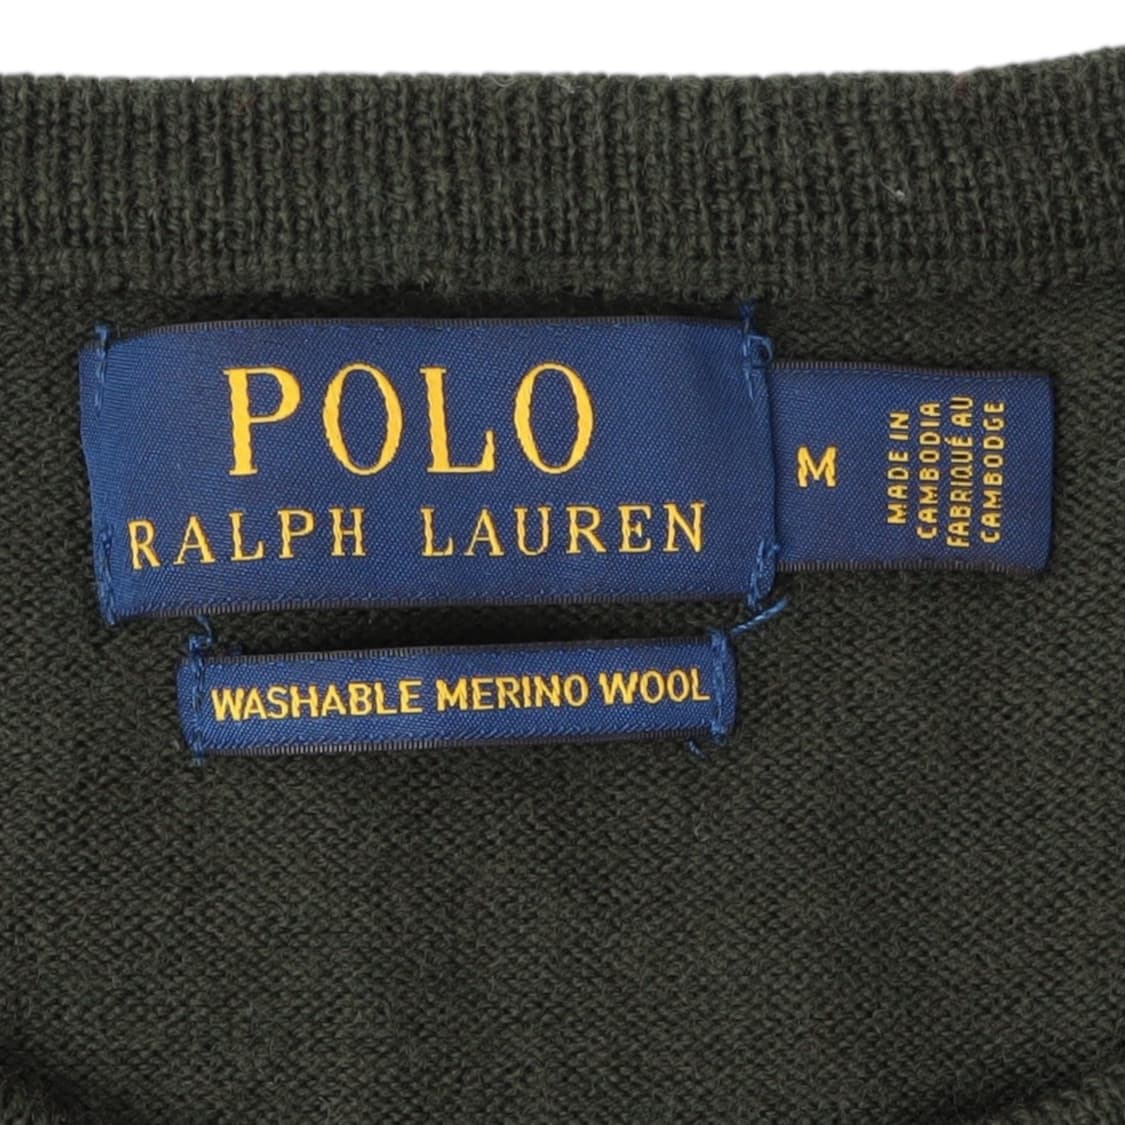 POLO
RALPH LAUREN
M
MADE IN
CAMBODIA
FABRIQUÉ AU
CAMBODGE
WASHABLE MERINO WOOL